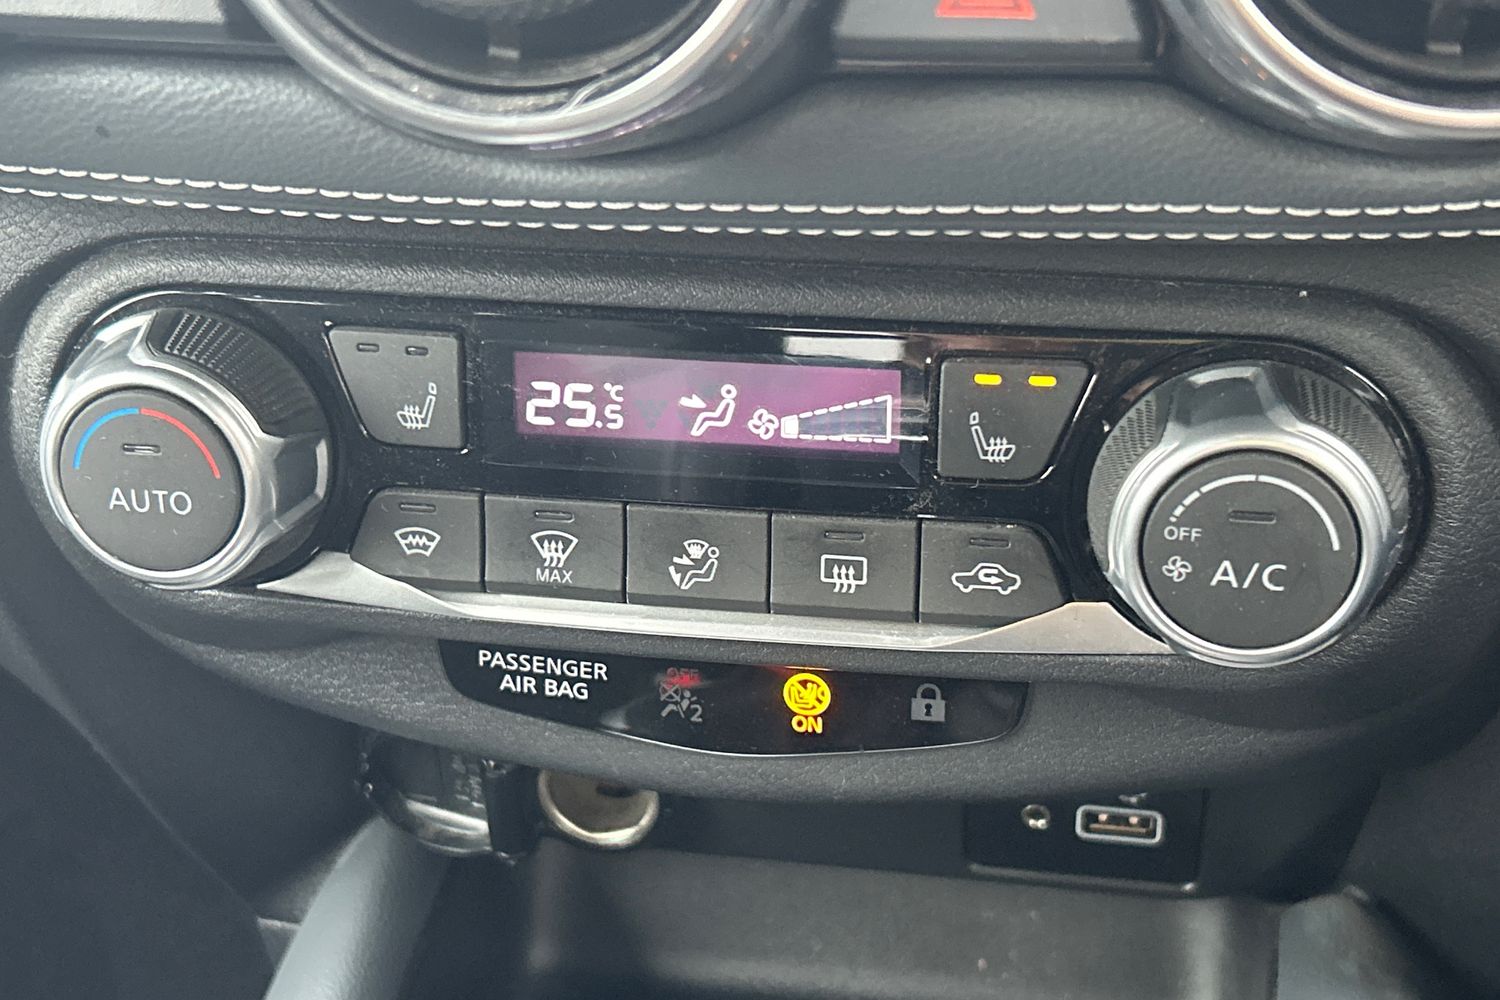 25.5°C
AUTO
MAX
OFF
A/C
PASSENGER
AIR BAG
OFF
2
ON